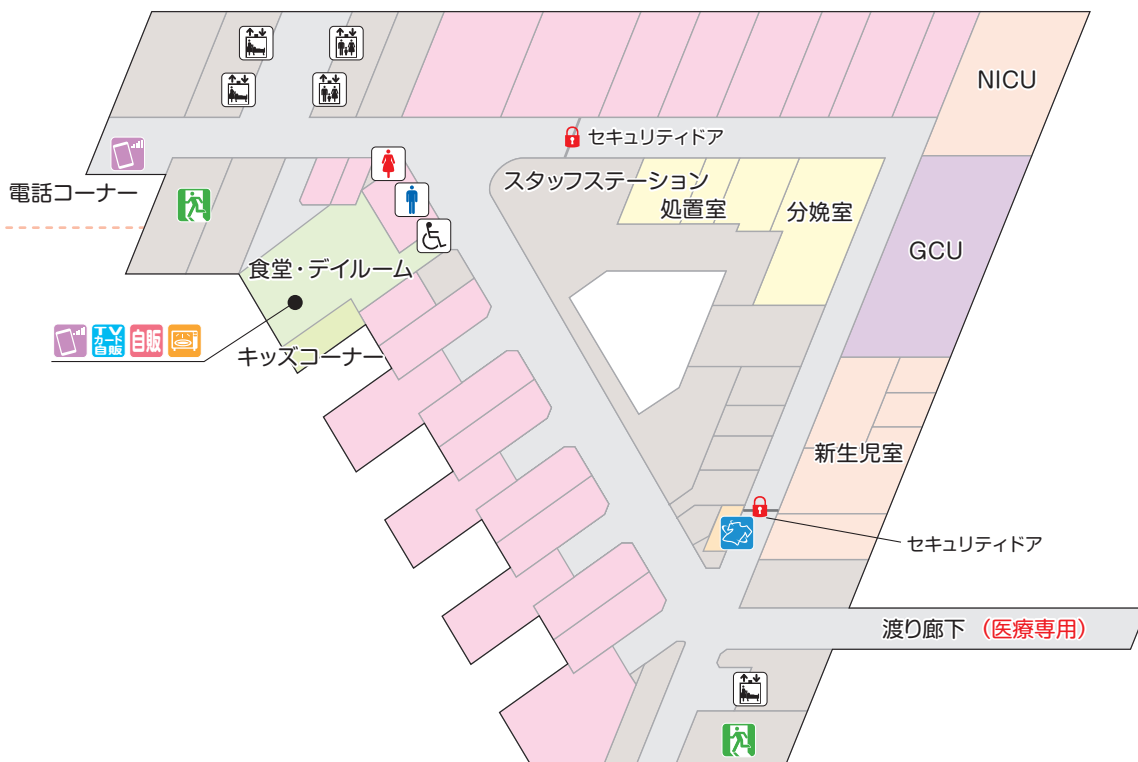 NICU
セキュリティドア
スタッフステーション
電話コーナー
処置室
分娩室
GCU
食堂・デイルーム
TV
カード
自販
自販
キッズコーナー
新生児室
セキュリティドア
渡り廊下 (医療専用)